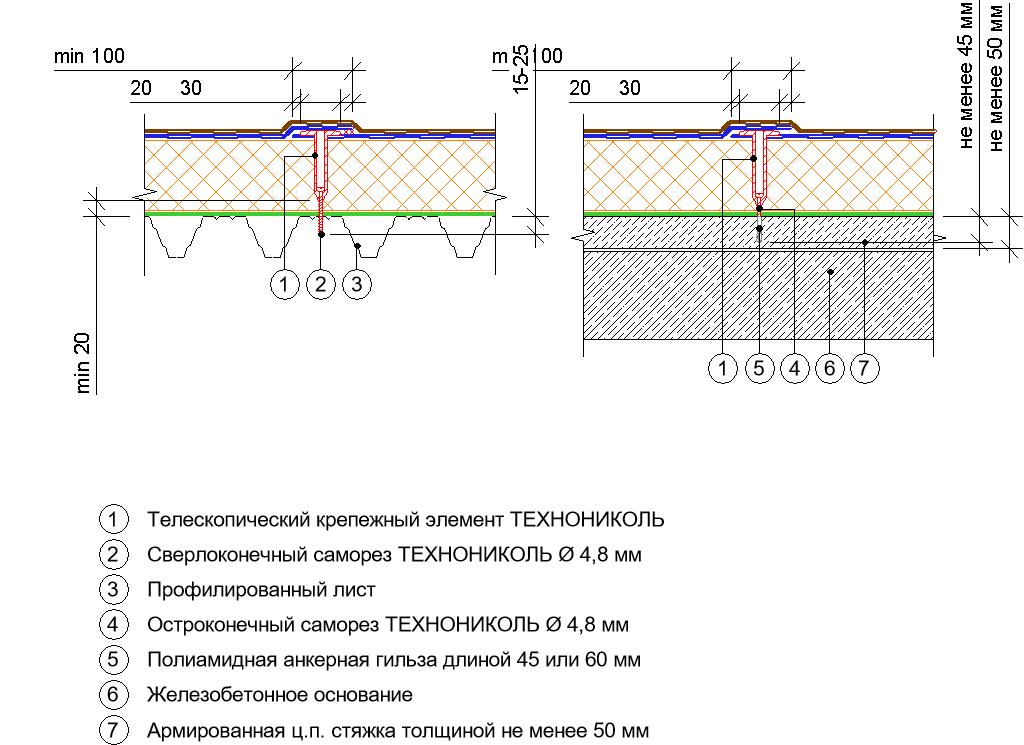 min 100
20 30
15-25
m 100
20 30
не менее 45 мм
не менее 50 мм
1
min 20
1 2 3
1
1 5 4 6 7
1 Телескопический крепежный элемент ТЕХНОНИКОЛЬ
2 Сверлоконечный саморез ТЕХНОНИКОЛЬ Ø 4,8 мм
3 Профилированный лист
4 Остроконечный саморез ТЕХНОНИКОЛЬ Ø 4,8 мм
5 Полиамидная анкерная гильза длиной 45 или 60 мм
6 Железобетонное основание
7 Армированная ц.п. стяжка толщиной не менее 50 мм